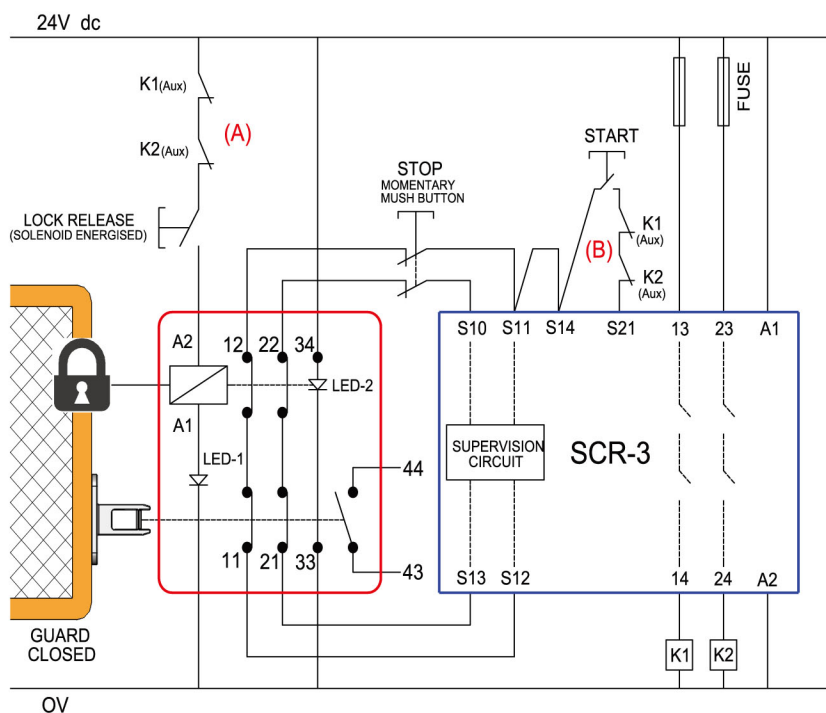 24V dc
K1(Aux)
(A)
K2(Aux)
LOCK RELEASE
(SOLENOID ENERGISED)
STOP
MOMENTARY
MUSH BUTTON
START
FUSE
K1
(Aux)
(B)
K2
(Aux)
A2
12
22
34
LED-2
A1
LED-1
44
11
21
33
43
S10
S11
S14
S21
13
23
A1
SUPERVISION
CIRCUIT
SCR-3
S13
S12
14
24
A2
K1
K2
GUARD
CLOSED
OV